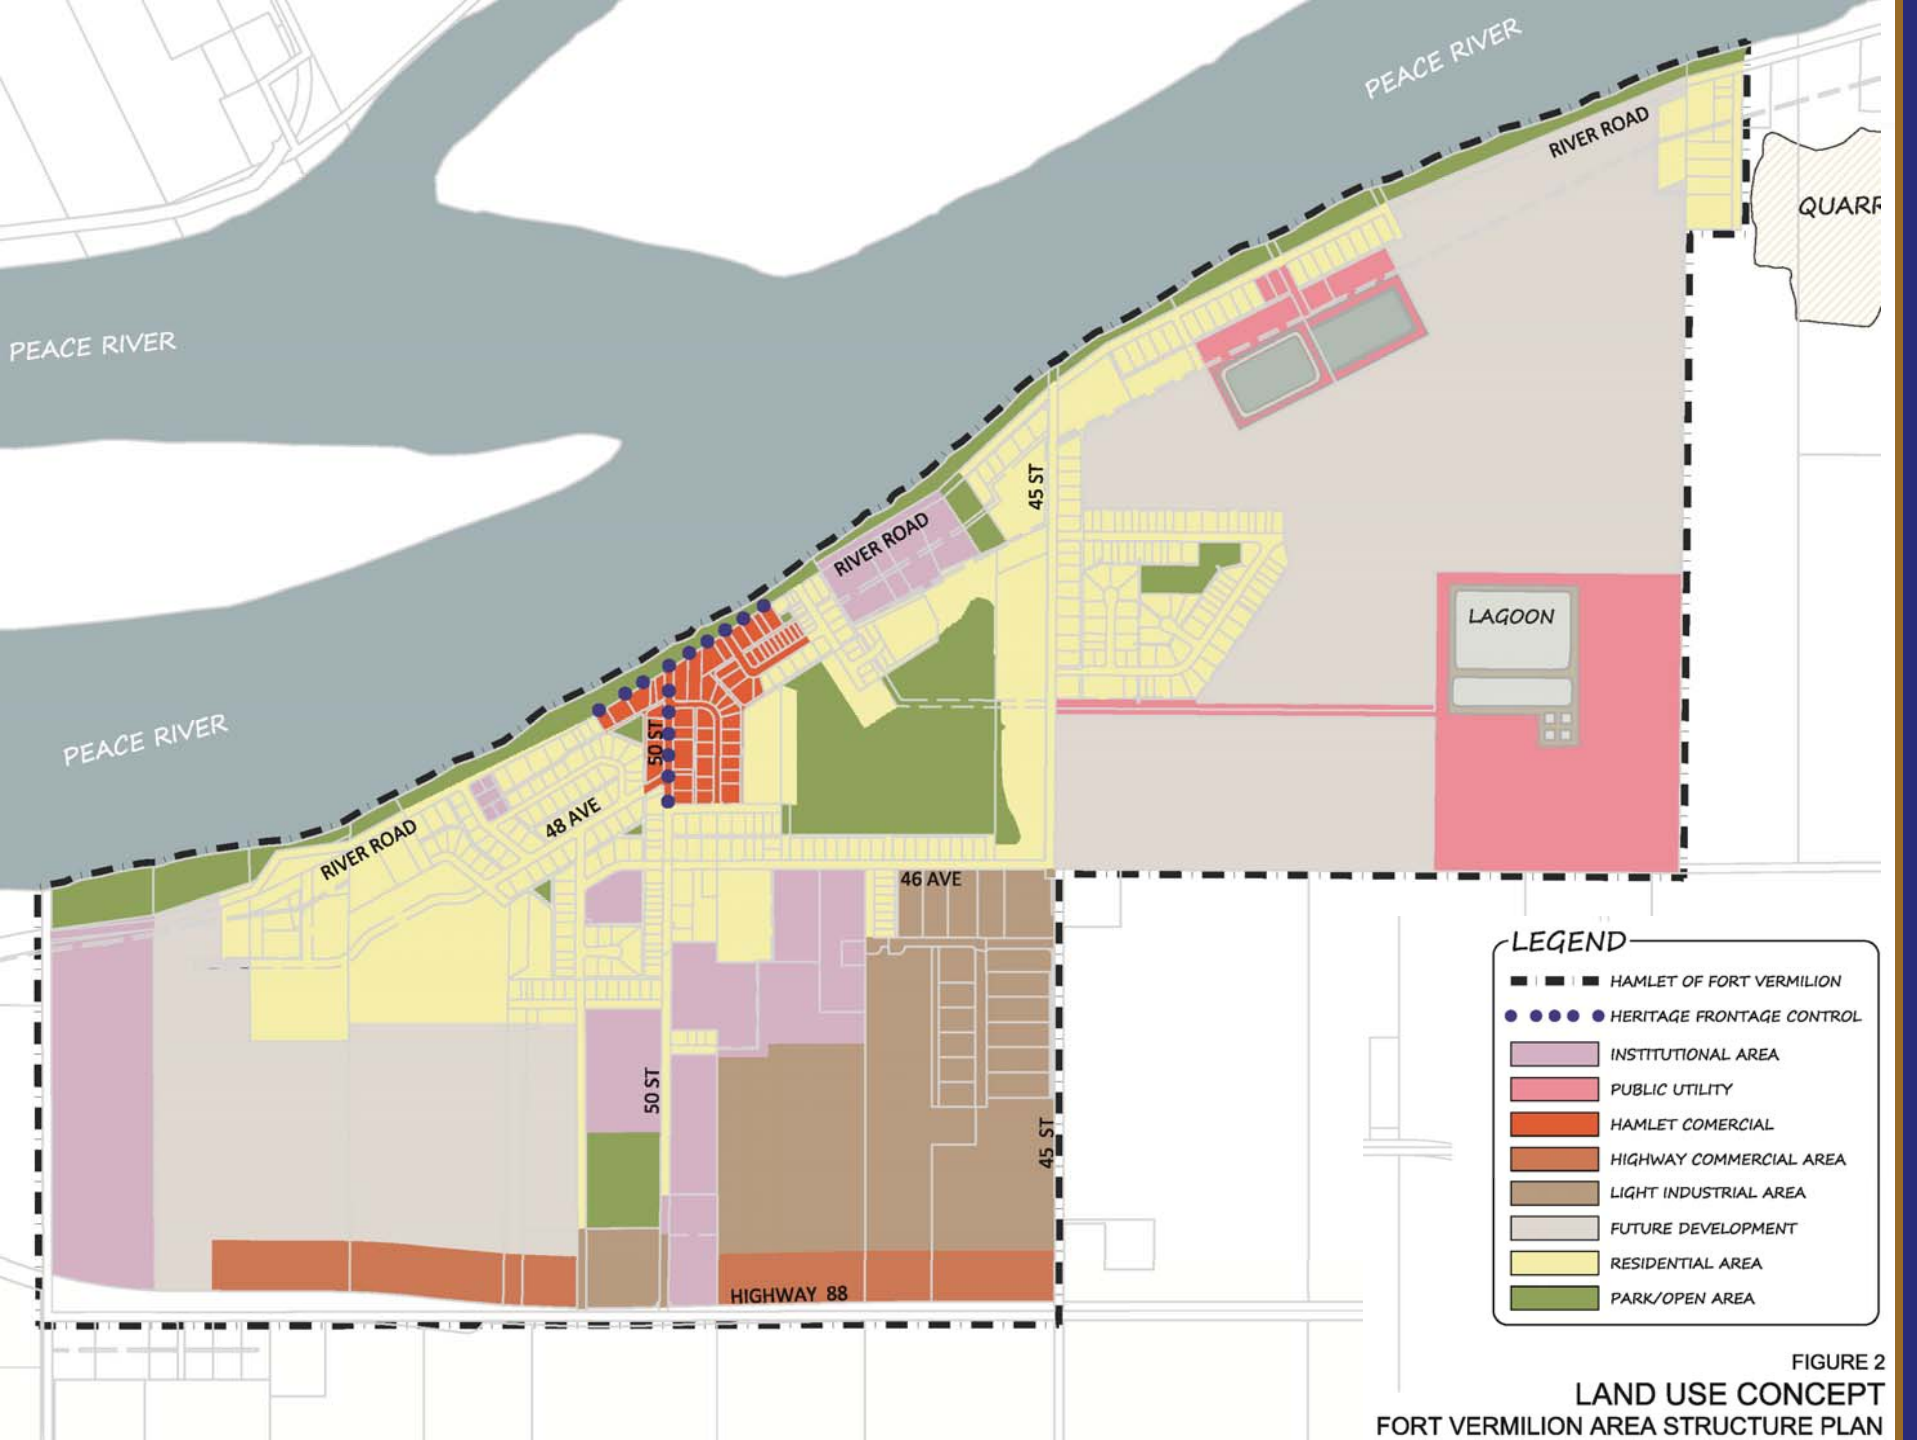 PEACE RIVER
RIVER ROAD
QUARR
PEACE RIVER
45 ST
RIVER ROAD
LAGOON
PEACE RIVER
50 ST
48 AVE
RIVER ROAD
46 AVE
50 ST
45 ST
HIGHWAY 88
LEGEND
HAMLET OF FORT VERMILION
HERITAGE FRONTAGE CONTROL
INSTITUTIONAL AREA
PUBLIC UTILITY
HAMLET COMERCIAL
HIGHWAY COMMERCIAL AREA
LIGHT INDUSTRIAL AREA
FUTURE DEVELOPMENT
RESIDENTIAL AREA
PARK/OPEN AREA
FIGURE 2
LAND USE CONCEPT
FORT VERMILION AREA STRUCTURE PLAN